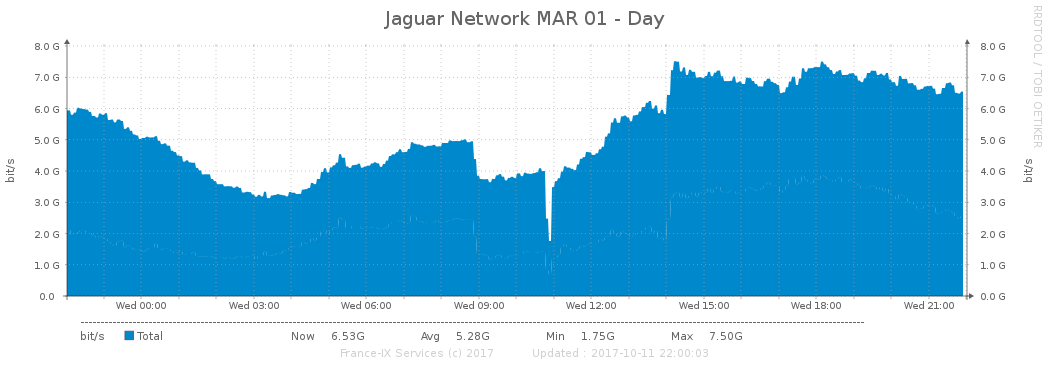 Jaguar Network MAR 01 - Day
RRDTOOL / TOBI OETIKER
bit/s
8.0 G 8.0 G
7.0 G 7.0 G
6.0 G 6.0 G
5.0 G 5.0 G
4.0 G 4.0 G
3.0 G 3.0 G
2.0 G 2.0 G
1.0 G 1.0 G
0.0 0.0 G
bit/s
Wed 00:00 Wed 03:00 Wed 06:00 Wed 09:00 Wed 12:00 Wed 15:00 Wed 18:00 Wed 21:00
bit/s Total Now 6.53G Avg 5.28G Min 1.75G Max 7.50G
France-IX Services (c) 2017 Updated : 2017-10-11 22:00:03